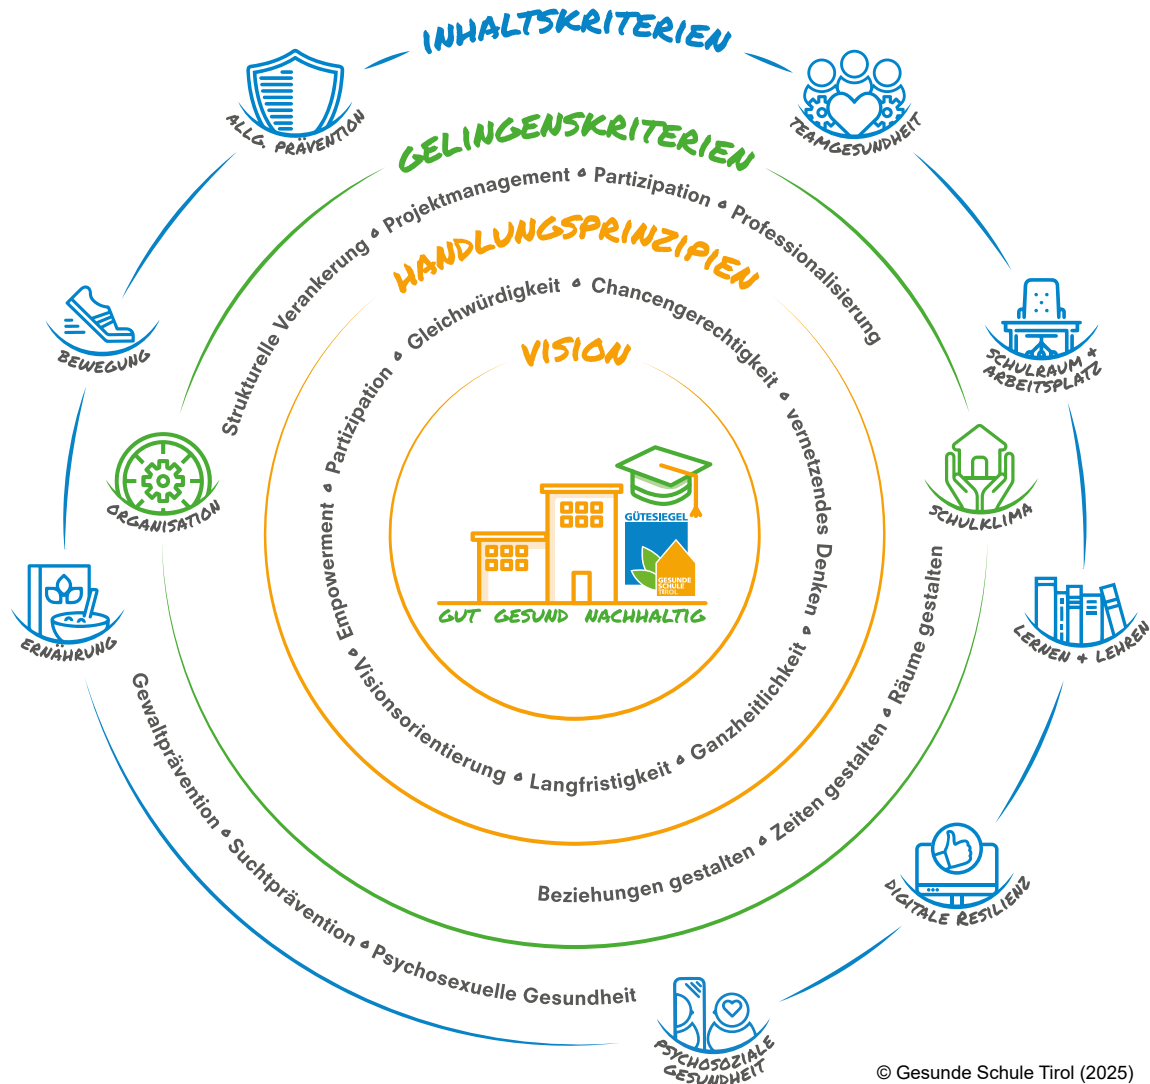 INHALTSKRITERIEN
ALLG. PRÄVENTION
TEAMGESUNDHEIT
GELINGENSKRITERIEN
Strukturelle Verankerung Projektmanagement Partizipation Professionalisierung
HANDLUNGSPRINZIPIEN
Visionsorientierung Empowerment Partizipation Gleichwürdigkeit Chancengerechtigkeit vernetzendes Denken Ganzheitlichkeit Langfristigkeit
VISION
BEWEGUNG
SCHULRAUM &
ARBEITSPLATZ
ORGANISATION
SCHULKLIMA
GÜTESIEGEL
GESUNDE
SCHULE
TIROL
GUT GESUND NACHHALTIG
ERNÄHRUNG
LERNEN & LEHREN
Beziehungen gestalten Zeiten gestalten Räume gestalten
Gewaltprävention Suchtprävention Psychosexuelle Gesundheit
DIGITALE RESILIENZ
PSYCHOSOZIALE
GESUNDHEIT
© Gesunde Schule Tirol (2025)